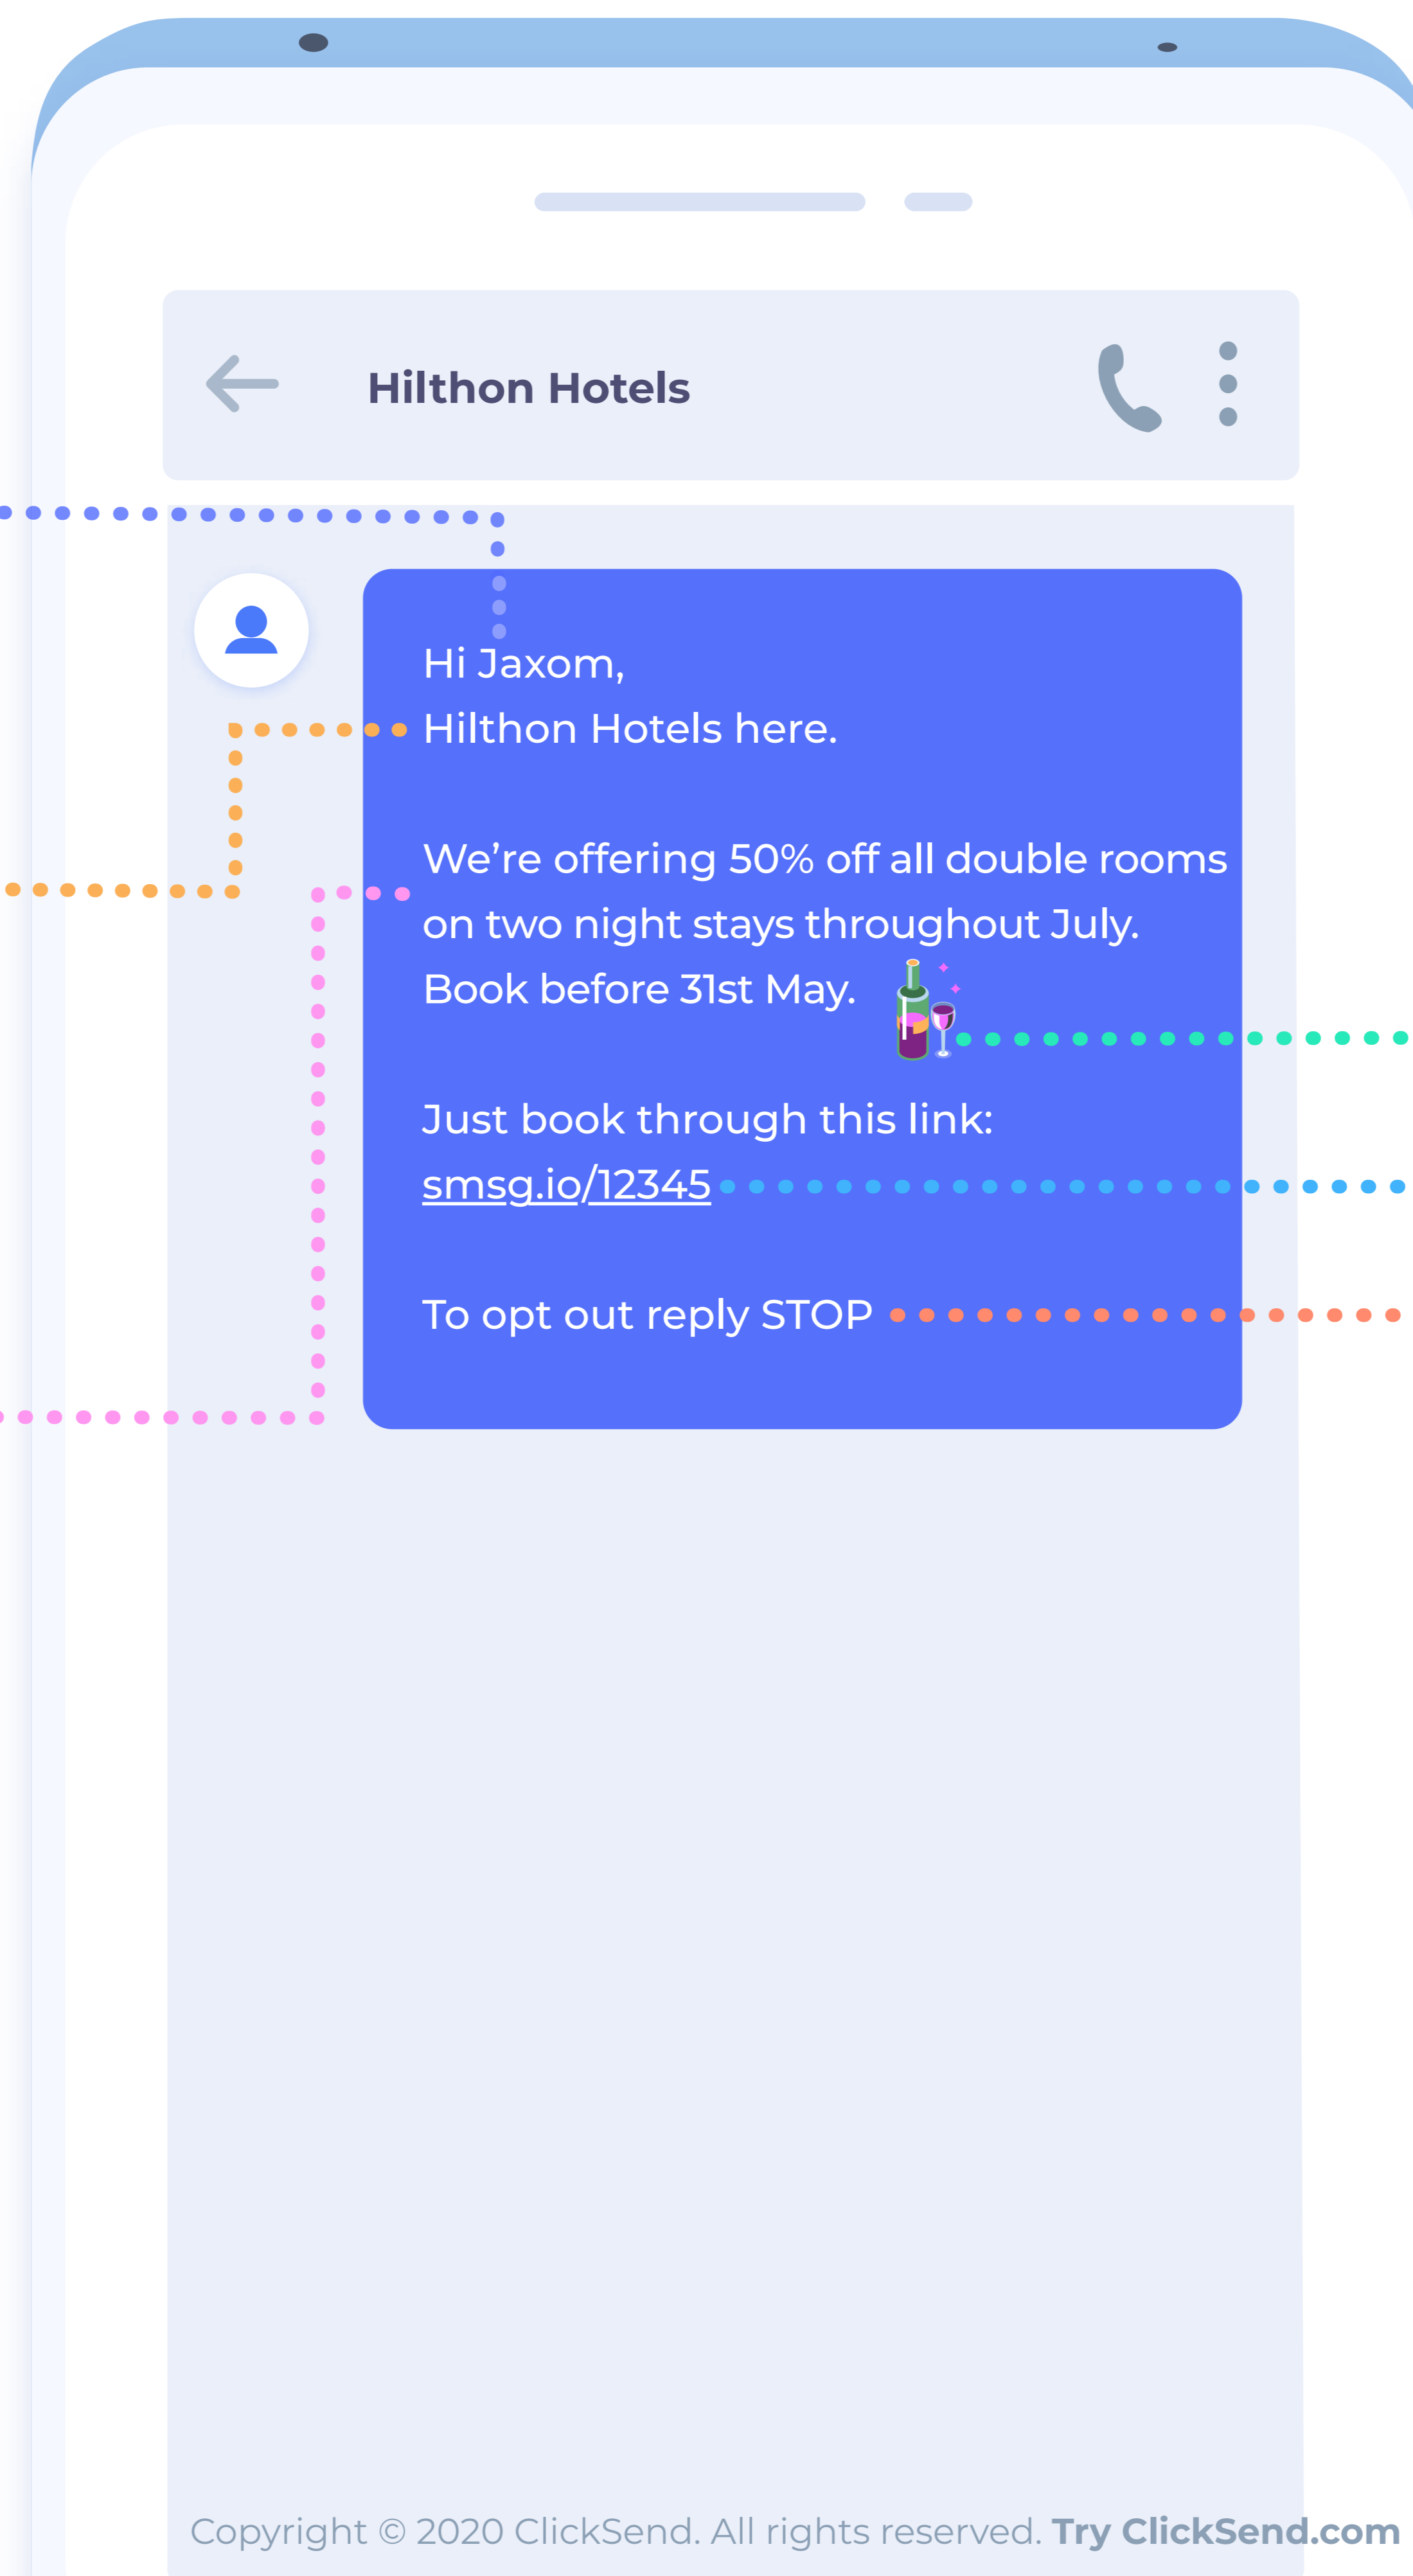 Hilthon Hotels
Hi Jaxom,
Hilthon Hotels here.
We’re offering 50% off all double rooms
on two night stays throughout July.
Book before 31st May.
Just book through this link:
smsg.io/12345
To opt out reply STOP
Copyright © 2020 ClickSend. All rights reserved. Try ClickSend.com